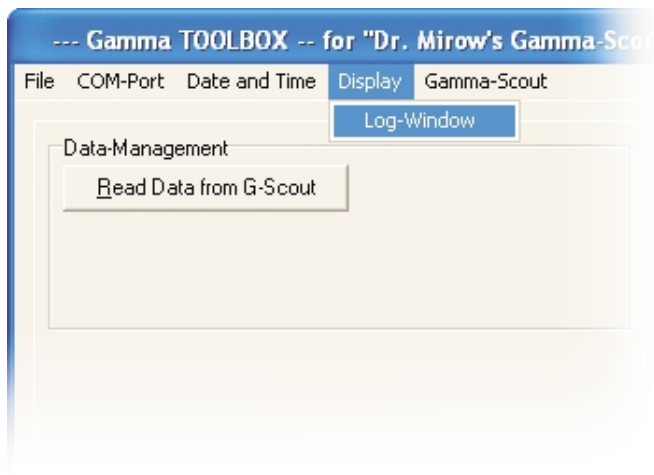 --- Gamma TOOLBOX -- for "Dr. Mirow's Gamma-Sco
File COM-Port Date and Time Display Gamma-Scout
Log-Window
Data-Management
Read Data from G-Scout